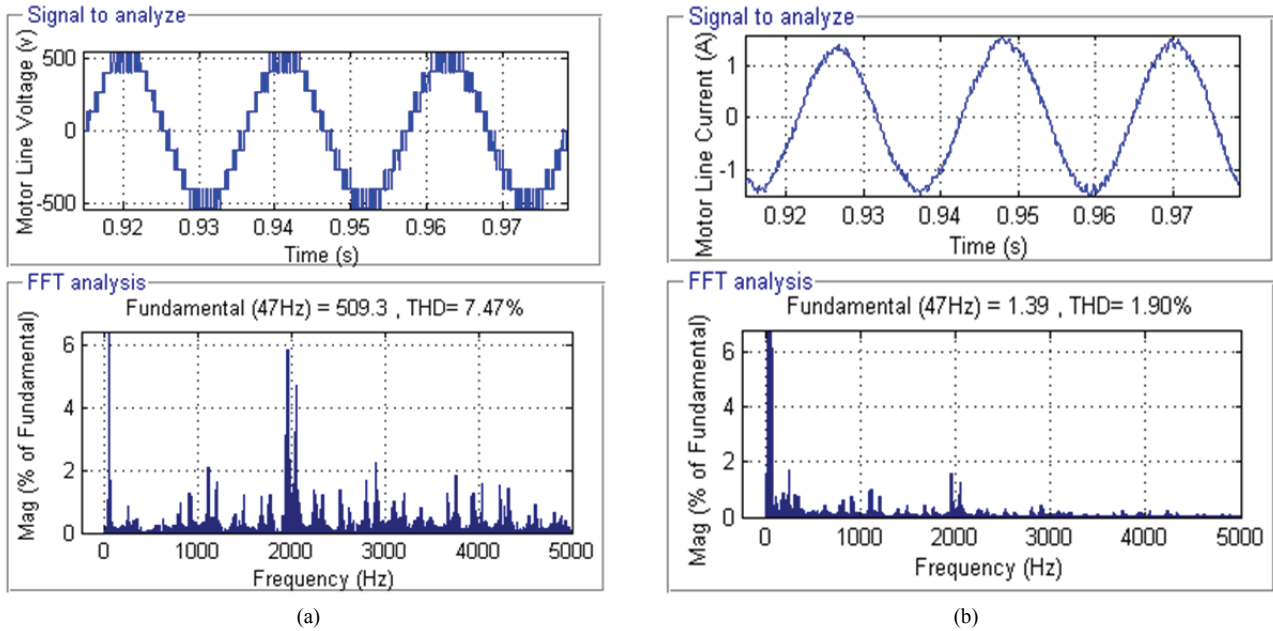 Signal to analyze
Motor Line Voltage (v)
500
0
-500
0.92 0.93 0.94 0.95 0.96 0.97
Time (s)
FFT analysis
Fundamental (47Hz) = 509.3 , THD= 7.47%
Mag (% of Fundamental)
6
4
2
0
0 1000 2000 3000 4000 5000
Frequency (Hz)
(a)
Signal to analyze
Motor Line Current (A)
1
0
-1
0.92 0.93 0.94 0.95 0.96 0.97
Time (s)
FFT analysis
Fundamental (47Hz) = 1.39 , THD= 1.90%
Mag (% of Fundamental)
6
4
2
0
0 1000 2000 3000 4000 5000
Frequency (Hz)
(b)